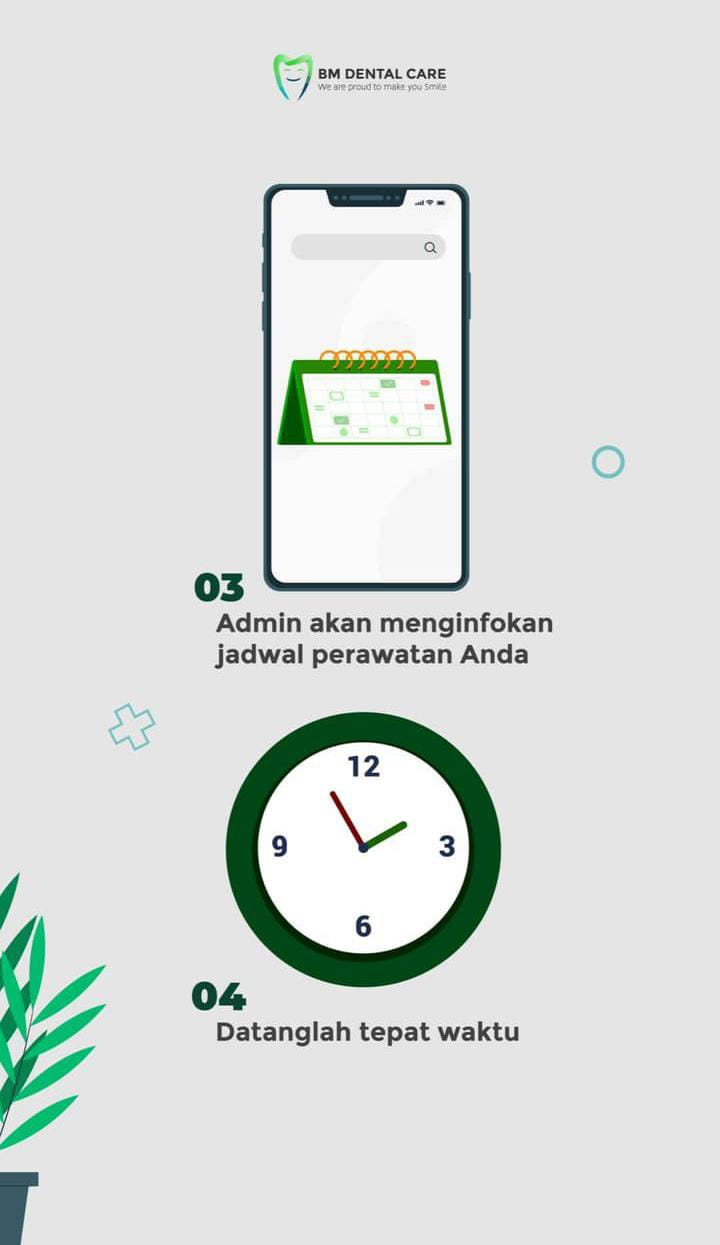 BM DENTAL CARE
We are proud to make you Smile
03
Admin akan menginfokan
jadwal perawatan Anda
12
9
3
6
04
Datanglah tepat waktu